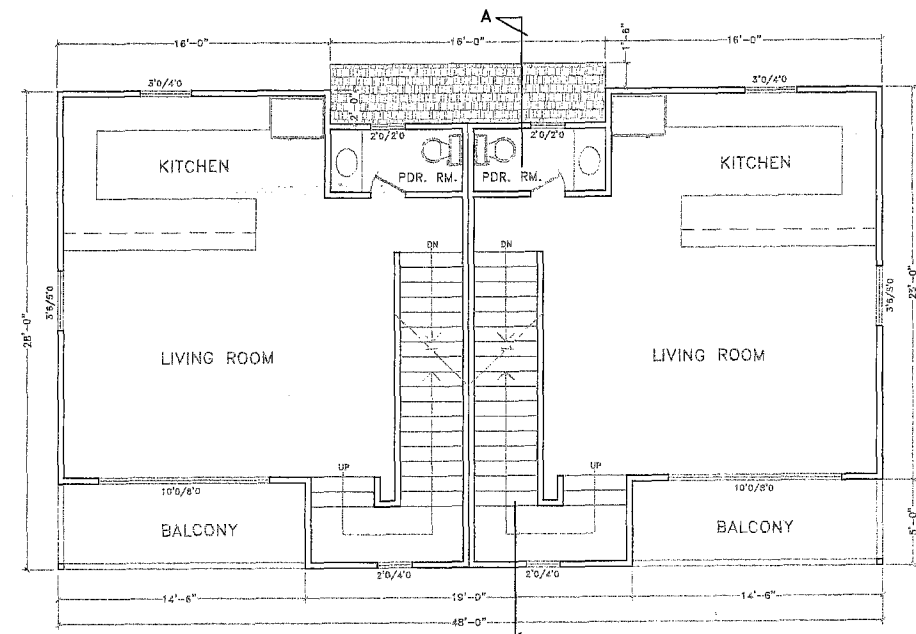 A
16'-0"
16'-0"
16'-0"
1'-6"
3'0/4'0
3'0/4'0
2'-0"
2'0/2'0
2'0/2'0
KITCHEN
PDR. RM.
PDR. RM.
KITCHEN
DN
DN
3'6/5'0
28'-0"
3'6/5'0
LIVING ROOM
LIVING ROOM
UP
UP
10'0/8'0
10'0/8'0
BALCONY
BALCONY
5'-0"
2'0/4'0
2'0/4'0
14'-6"
19'-0"
14'-6"
48'-0"